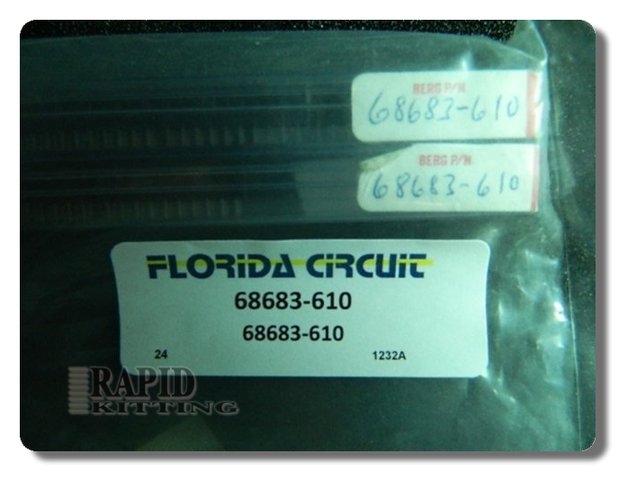 BERG P/N
68683-610
BERG P/N
68683-610
FLORIDA CIRCUIT
68683-610
68683-610
24 1232A
RAPID
KITTING